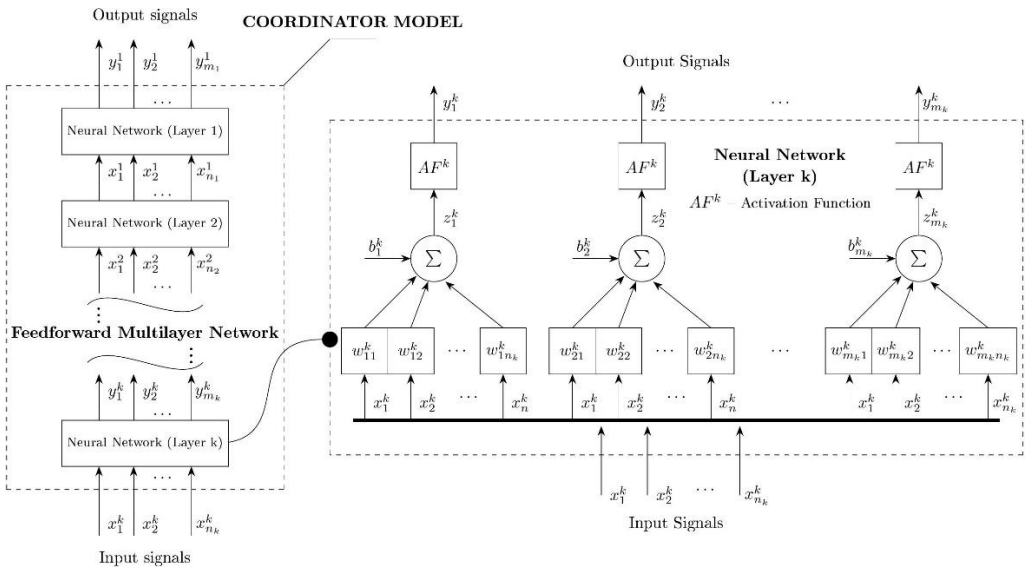 Output signals
COORDINATOR MODEL
y_1^1 y_2^1 ... y_{m_1}^1
Neural Network (Layer 1)
x_1^1 x_2^1 ... x_{n_1}^1
Neural Network (Layer 2)
x_1^2 x_2^2 ... x_{n_2}^2
Feedforward Multilayer Network
y_1^k y_2^k ... y_{m_k}^k
Neural Network (Layer k)
x_1^k x_2^k ... x_{n_k}^k
Input signals
Output Signals
y_1^k y_2^k ... y_{m_k}^k
AF^k AF^k AF^k
Neural Network
(Layer k)
AF^k – Activation Function
z_1^k z_2^k z_{m_k}^k
b_1^k Σ b_2^k Σ b_{m_k}^k Σ
w_{11}^k w_{12}^k ... w_{1n_k}^k w_{21}^k w_{22}^k ... w_{2n_k}^k ... w_{m_k1}^k w_{m_k2}^k ... w_{m_kn_k}^k
x_1^k x_2^k ... x_n^k x_1^k x_2^k ... x_n^k x_1^k x_2^k ... x_{n_k}^k
x_1^k x_2^k ... x_{n_k}^k
Input Signals